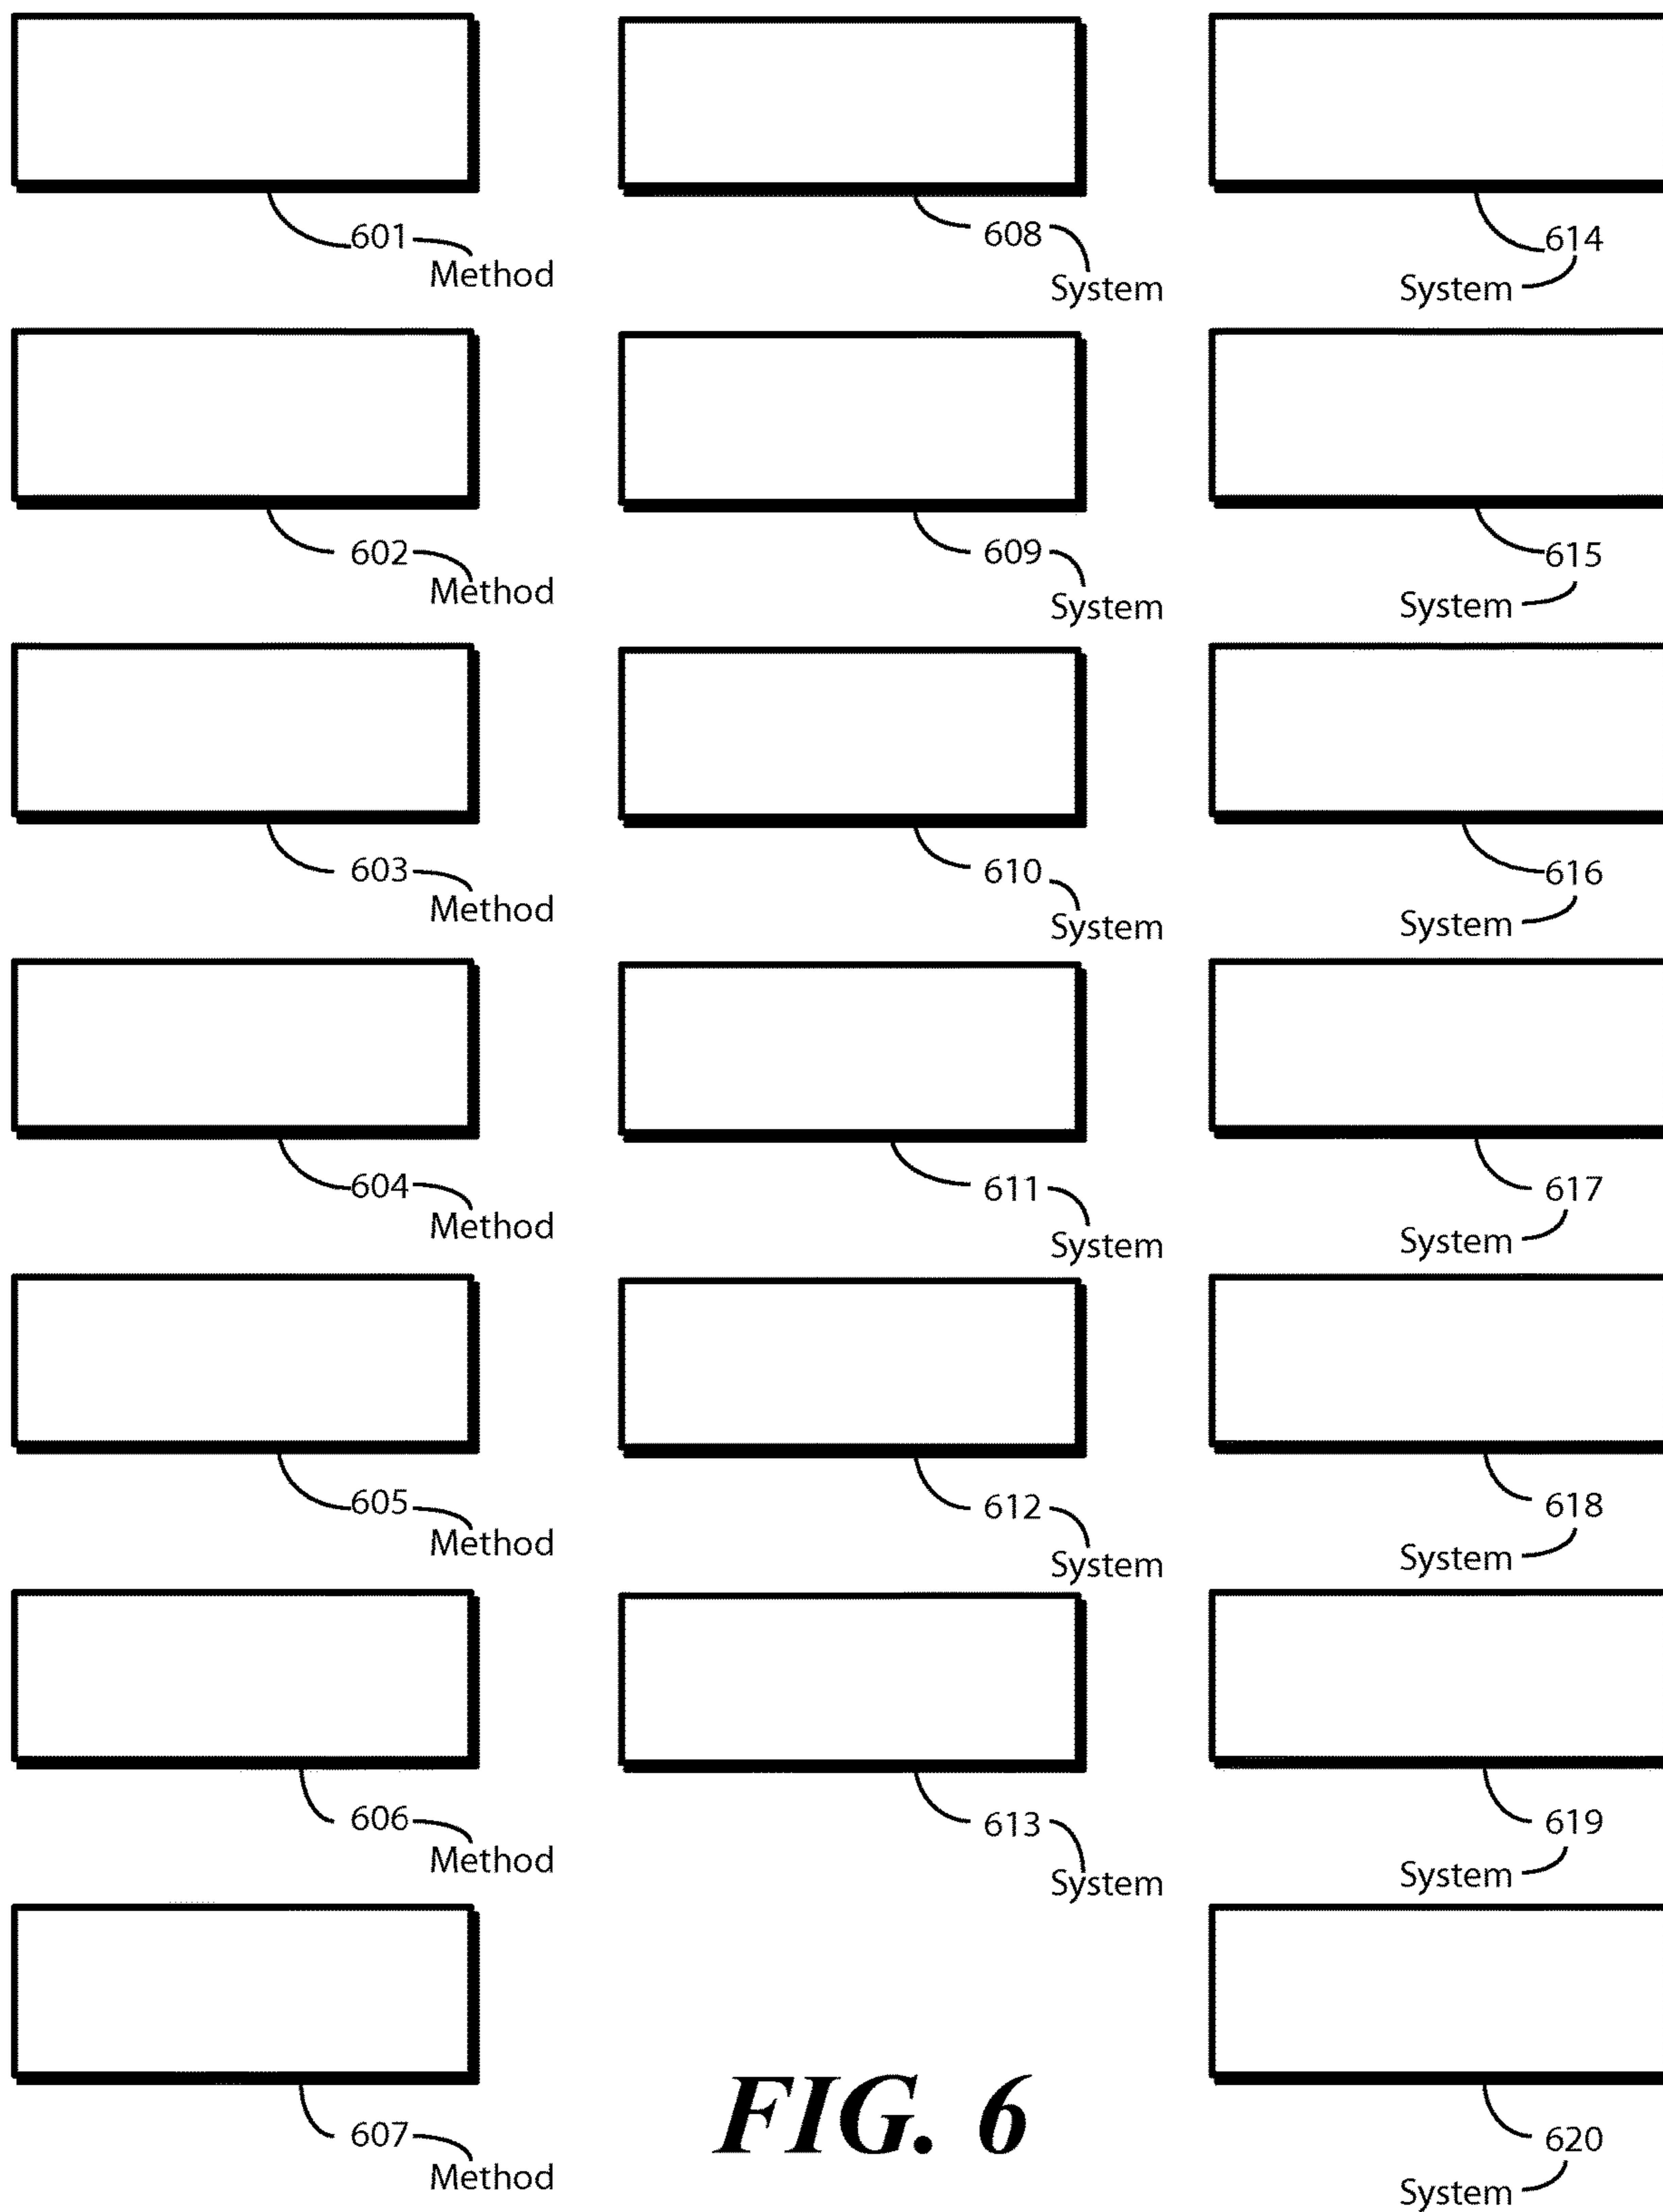 601
Method
602
Method
603
Method
604
Method
605
Method
606
Method
607
Method
608
System
609
System
610
System
611
System
612
System
613
System
614
System
615
System
616
System
617
System
618
System
619
System
620
System
FIG. 6